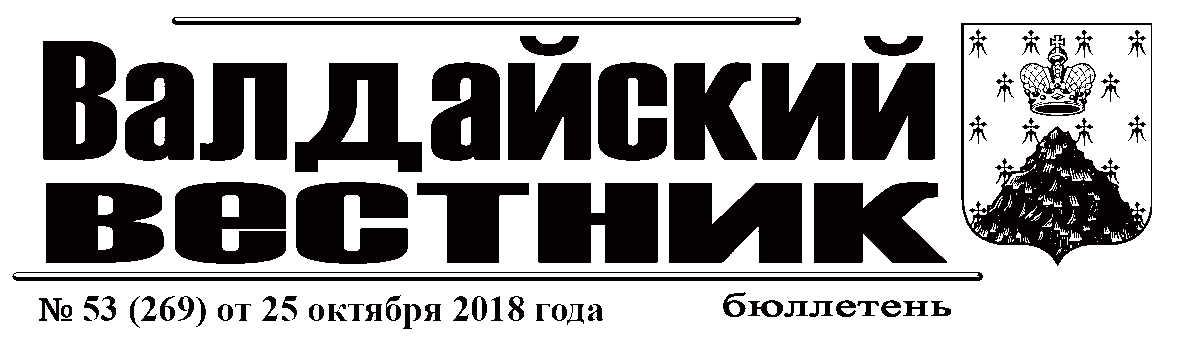 Валдайский
ВЕСТНИК
№ 53 (269) от 25 октября 2018 года бюллетень